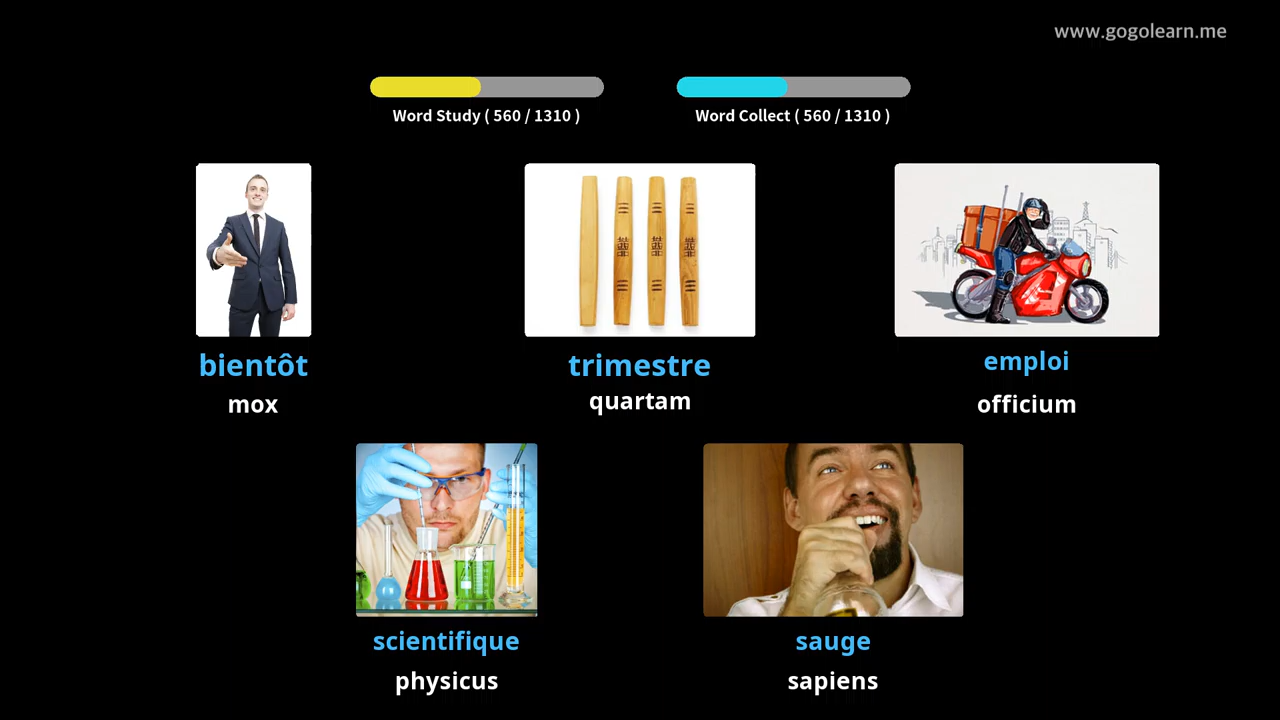 www.gogolearn.me
Word Study ( 560 / 1310 )
Word Collect ( 560 / 1310 )
bientôt
mox
trimestre
quartam
emploi
officium
scientifique
physicus
sauge
sapiens